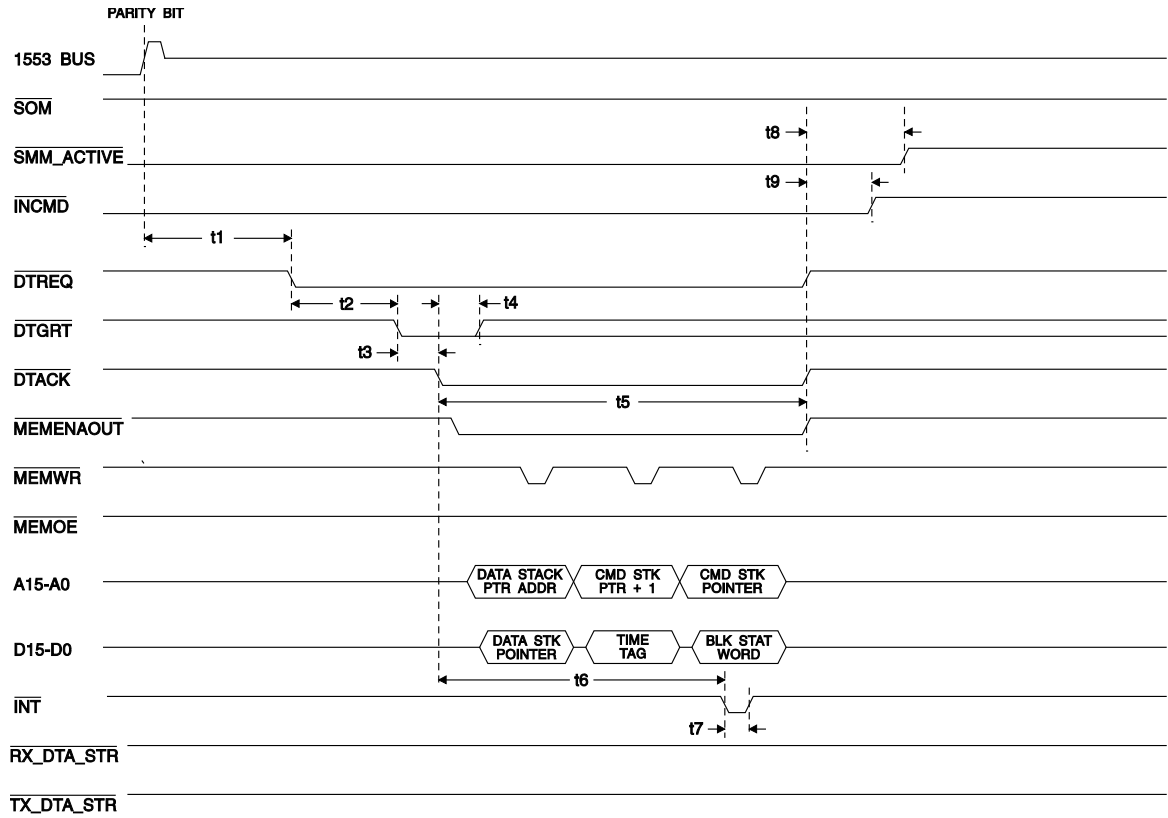 PARITY BIT
1553 BUS
SOM
t8
SMM_ACTIVE
t9
INCMD
t1
DTREQ
t2
t4
DTGRT
t3
DTACK
t5
MEMENAOUT
MEMWR
MEMOE
A15-A0
DATA STACK
PTR ADDR
CMD STK
PTR + 1
CMD STK
POINTER
D15-D0
DATA STK
POINTER
TIME
TAG
BLK STAT
WORD
t6
INT
t7
RX_DTA_STR
TX_DTA_STR